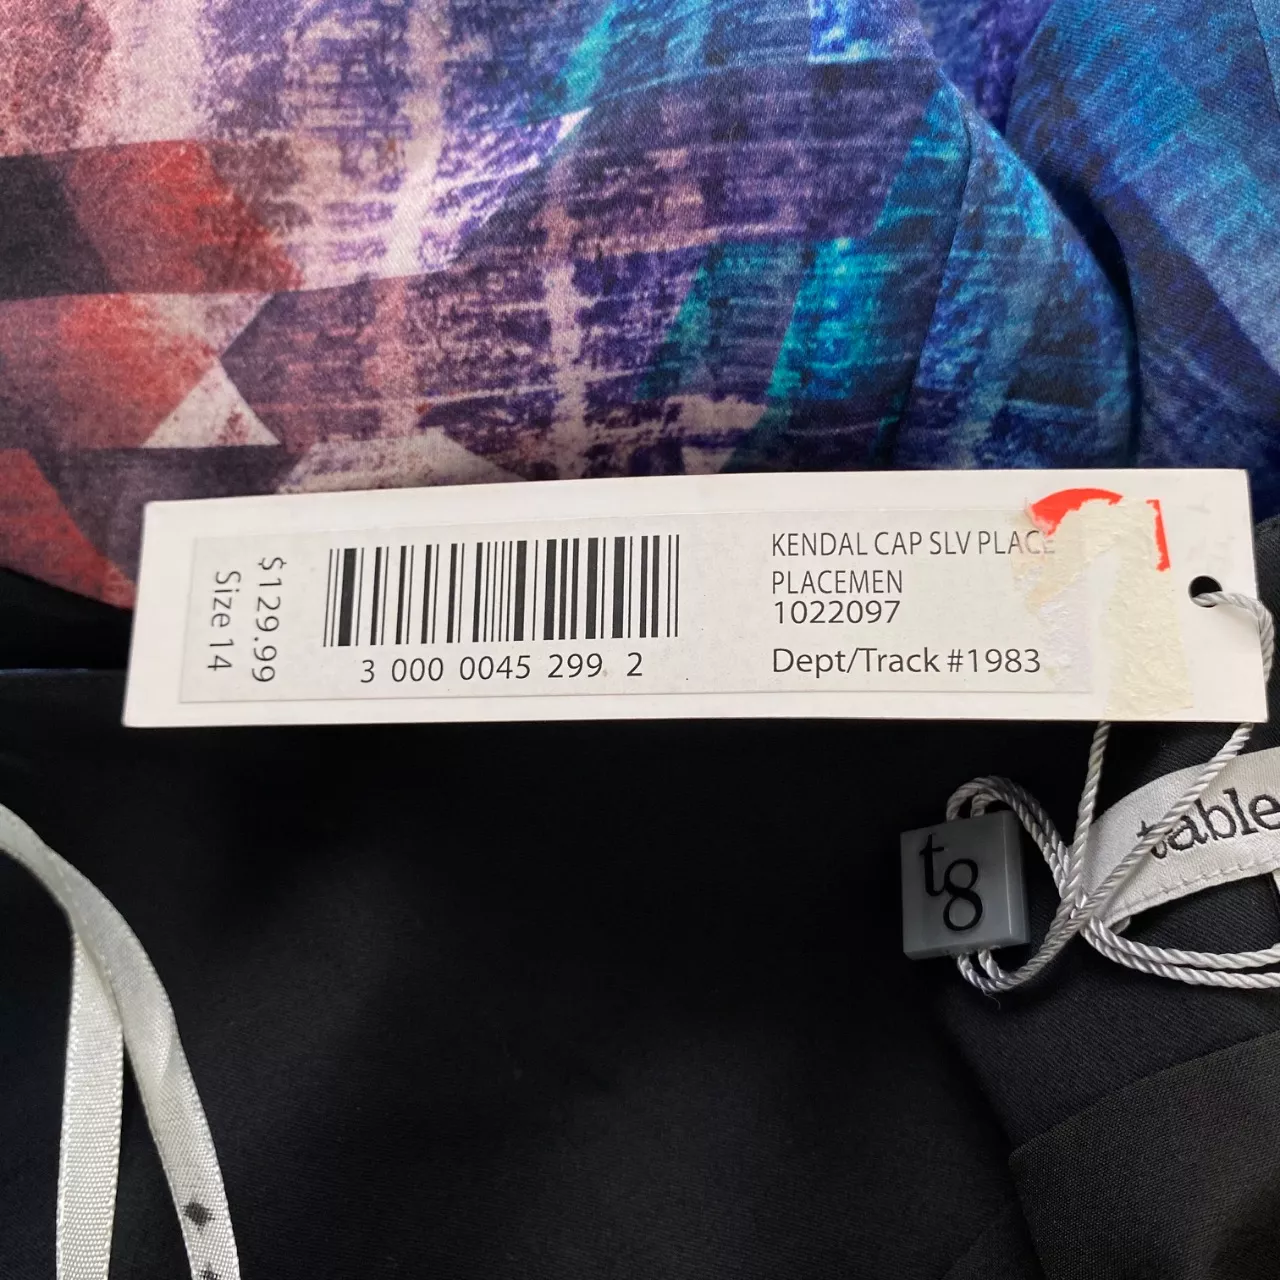 KENDAL CAP SLV PLACE
PLACEMEN
1022097
Dept/Track #1983
3 000 0045 299 2
$129.99
Size 14
t8
table